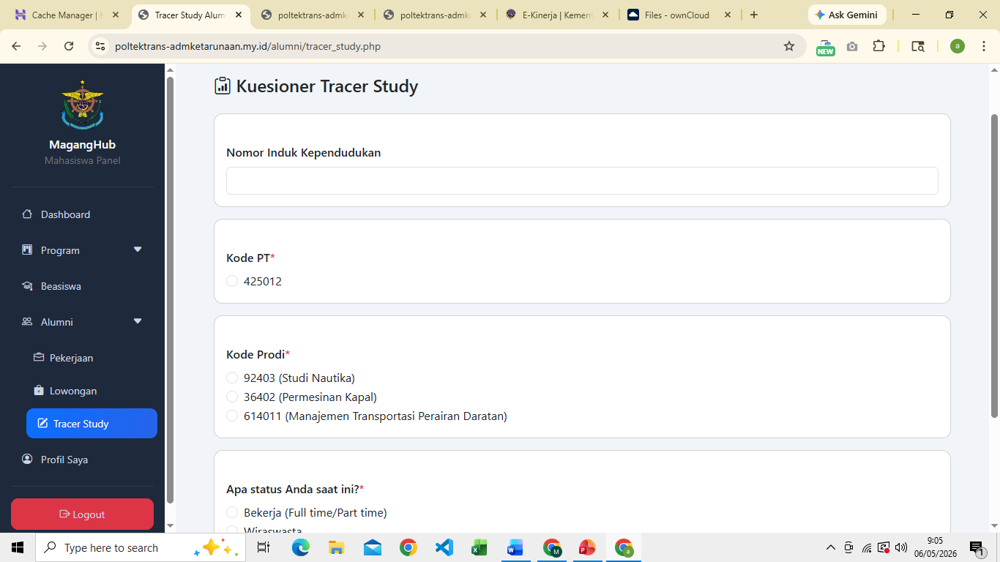 Cache Manager | H
Tracer Study Alum
poltektrans-admke
poltektrans-admke
E-Kinerja | Kement
Files - ownCloud
Ask Gemini
poltektrans-admketarunaan.my.id/alumni/tracer_study.php
NEW
a
MagangHub
Mahasiswa Panel
Dashboard
Program
Beasiswa
Alumni
Pekerjaan
Lowongan
Tracer Study
Profil Saya
Logout
Kuesioner Tracer Study
Nomor Induk Kependudukan
Kode PT*
425012
Kode Prodi*
92403 (Studi Nautika)
36402 (Permesinan Kapal)
614011 (Manajemen Transportasi Perairan Daratan)
Apa status Anda saat ini?*
Bekerja (Full time/Part time)
Wiraswasta
Type here to search
M
a
9:05
06/05/2026
1